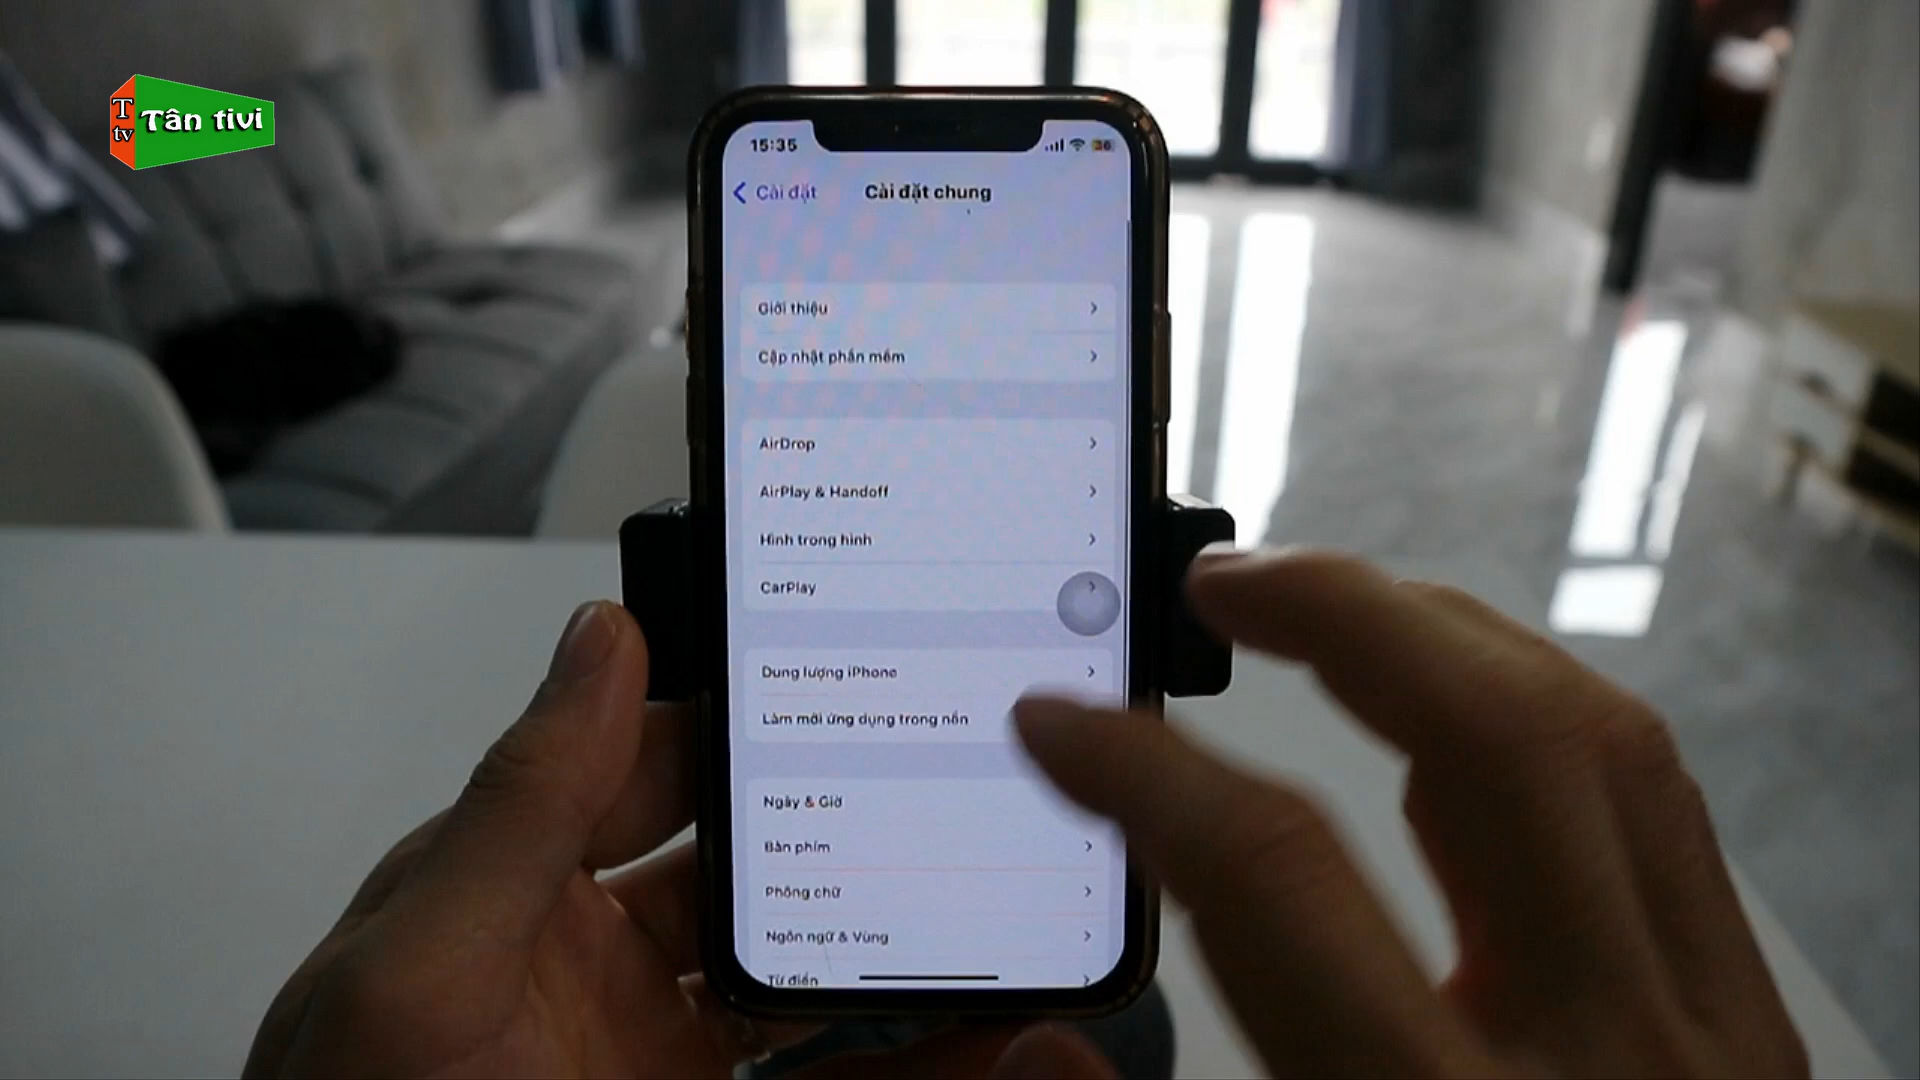 T
tv
Tân tivi
15:35
36
Cài đặt
Cài đặt chung
Giới thiệu
Cập nhật phần mềm
AirDrop
AirPlay & Handoff
Hình trong hình
CarPlay
Dung lượng iPhone
Làm mới ứng dụng trong nền
Ngày & Giờ
Bàn phím
Phông chữ
Ngôn ngữ & Vùng
Từ điển